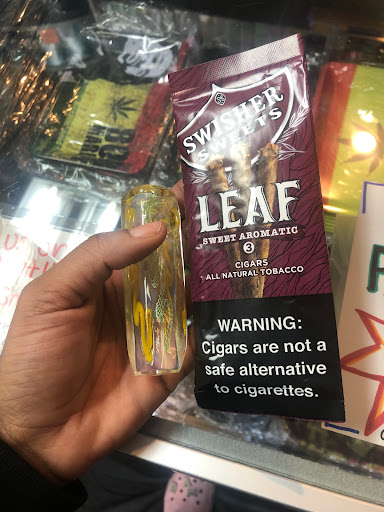 SWISHER
SWEETS
LEAF
SWEET AROMATIC
3
CIGARS
ALL NATURAL TOBACCO
WARNING:
Cigars are not a
safe alternative
to cigarettes.